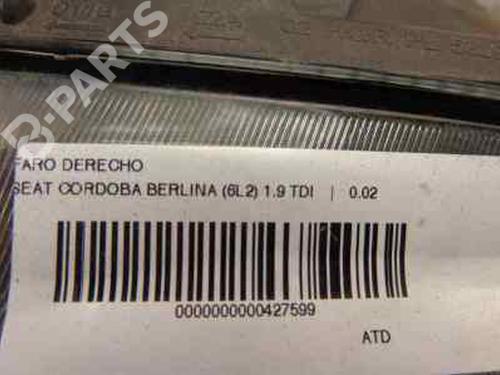 B-PARTS
FARO DERECHO
SEAT CORDOBA BERLINA (6L2) 1.9 TDI | 0.02
0000000000427599
ATD